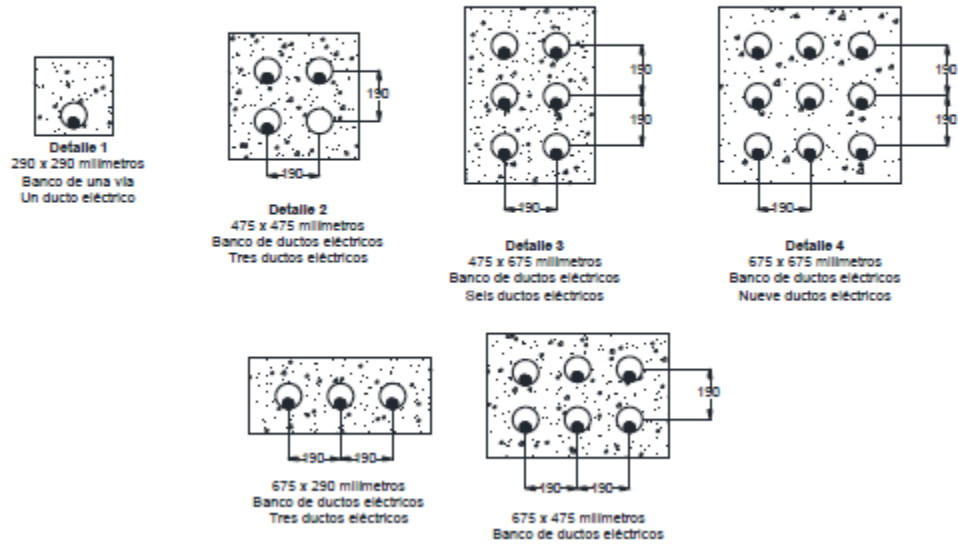 Detalle 1
290 x 290 milímetros
Banco de una vía
Un ducto eléctrico
190
190
Detalle 2
475 x 475 milímetros
Banco de ductos eléctricos
Tres ductos eléctricos
190
190
190
Detalle 3
475 x 675 milímetros
Banco de ductos eléctricos
Seis ductos eléctricos
190
190
190
Detalle 4
675 x 675 milímetros
Banco de ductos eléctricos
Nueve ductos eléctricos
190 190
675 x 290 milímetros
Banco de ductos eléctricos
Tres ductos eléctricos
190
190 190
675 x 475 milímetros
Banco de ductos eléctricos